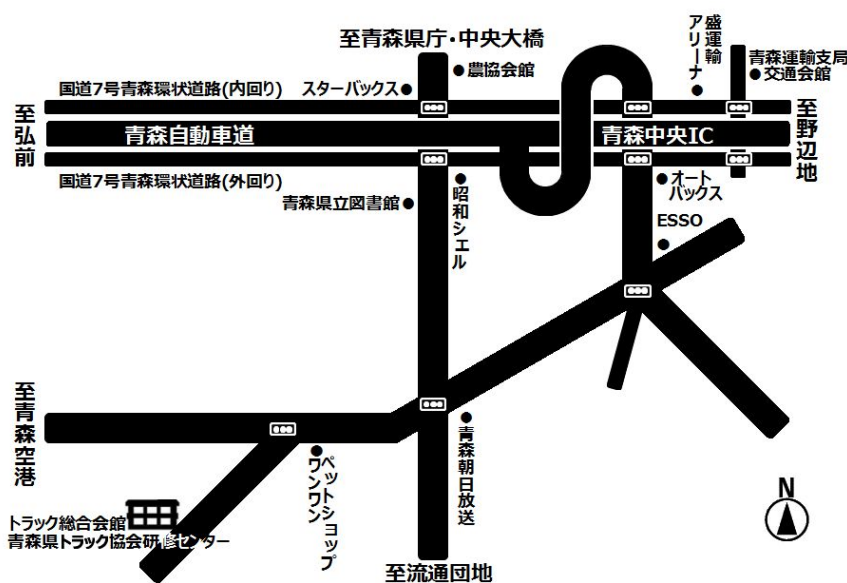 至青森県庁・中央大橋
農協会館
盛運輸
アリーナ
青森運輸支局
交通会館
国道7号青森環状道路(内回り)
スターバックス
至弘前
青森自動車道
青森中央IC
至野辺地
国道7号青森環状道路(外回り)
青森県立図書館
昭和シエル
オート
バックス
ESSO
至青森空港
ペットショップ
ワンワン
青森朝日放送
N
トラック総合会館
青森県トラック協会研修センター
至流通団地